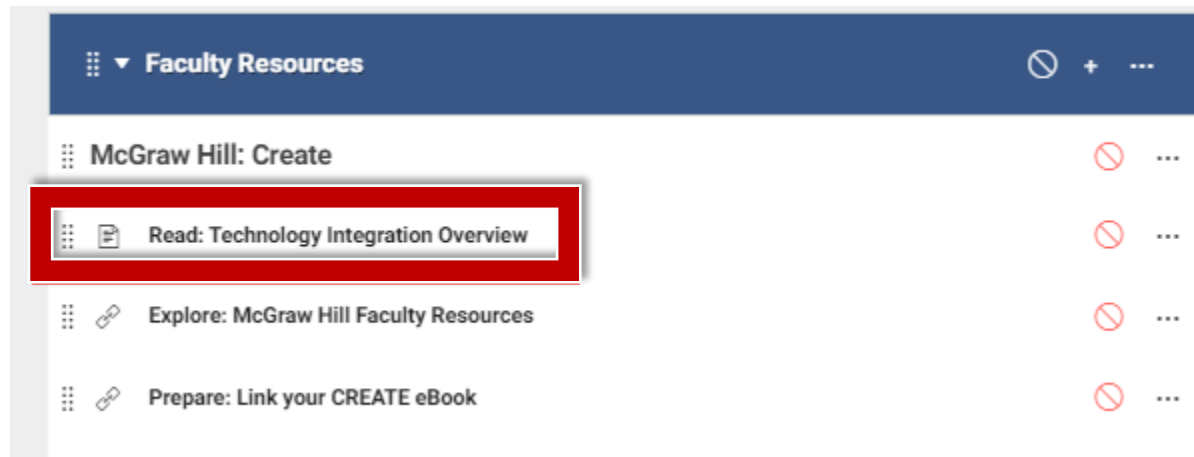 Faculty Resources
McGraw Hill: Create
Read: Technology Integration Overview
Explore: McGraw Hill Faculty Resources
Prepare: Link your CREATE eBook